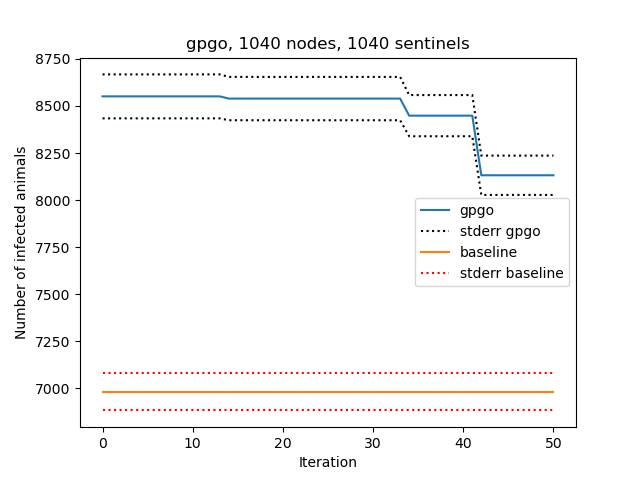 gpgo, 1040 nodes, 1040 sentinels
8750
8500
8250
8000
7750
7500
7250
7000
Number of infected animals
gpgo
stderr gpgo
baseline
stderr baseline
0 10 20 30 40 50
Iteration